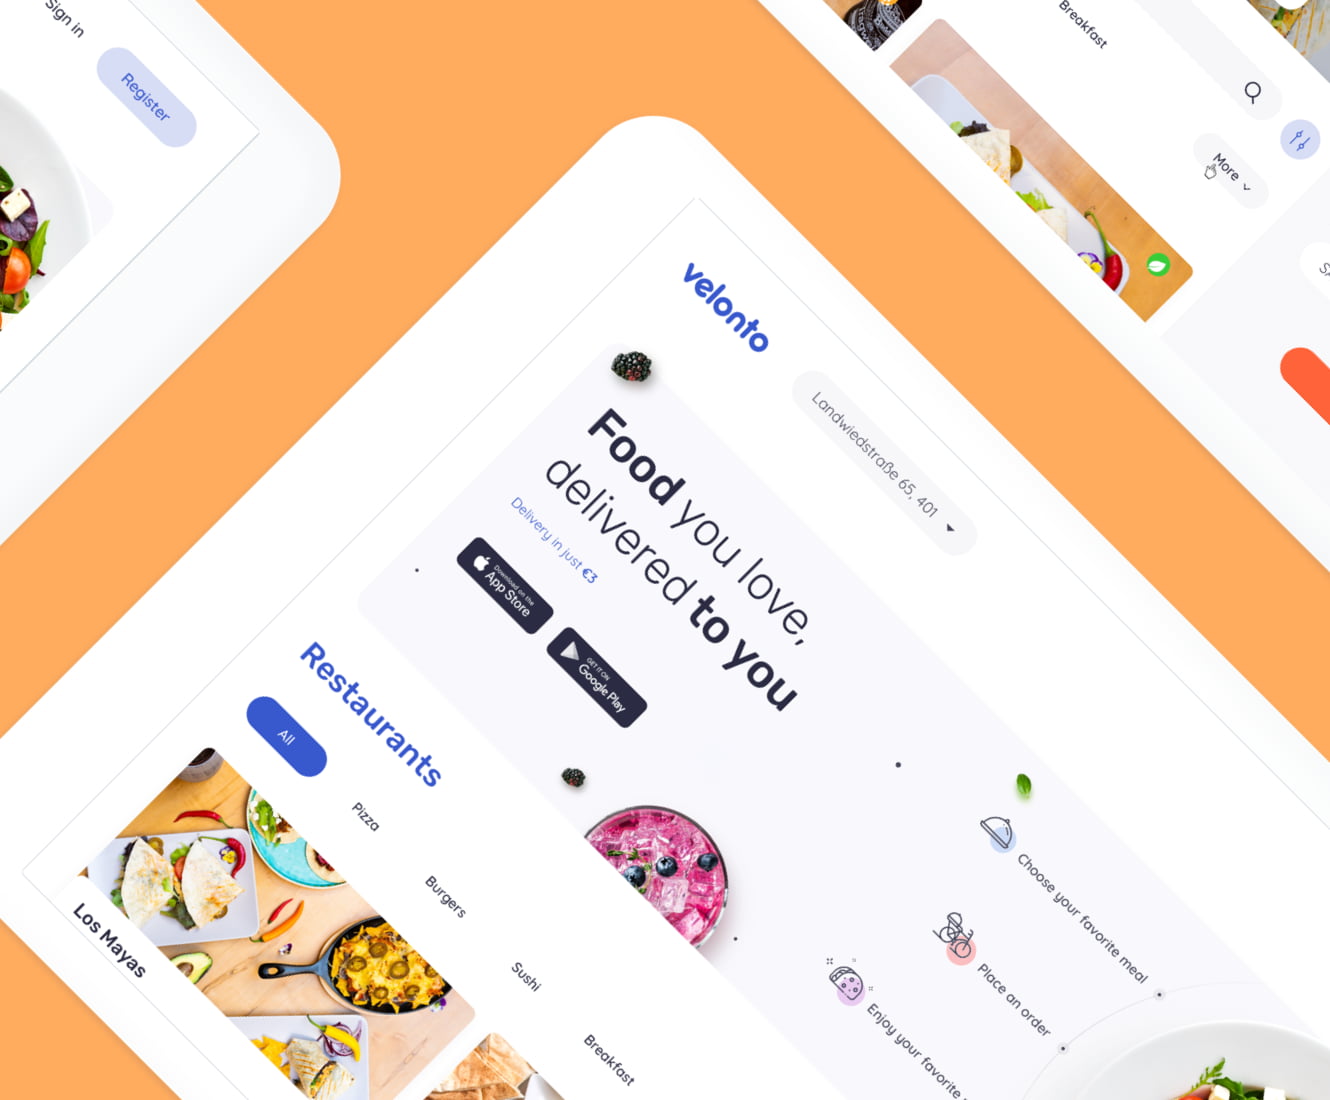 Sign in
Register
Breakfast
More
velonto
Landwiedstraße 65, 401
Food you love,
delivered to you
Delivery in just €3
Download on the
App Store
GET IT ON
Google Play
Restaurants
All
Pizza
Burgers
Sushi
Breakfast
Los Mayas
Choose your favorite meal
Place an order
Enjoy your favorite